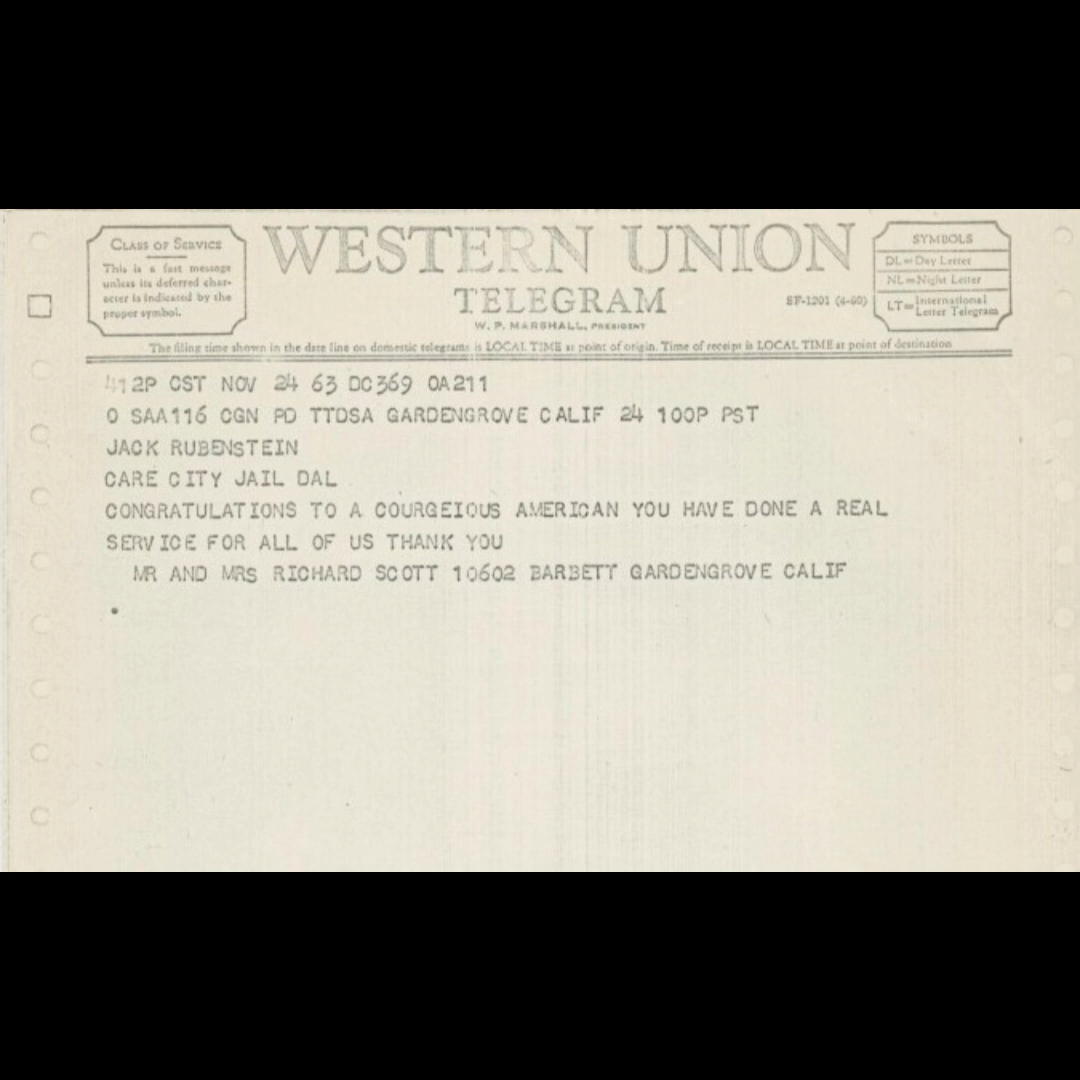 CLASS OF SERVICE
This is a fast message
unless its deferred char-
acter is indicated by the
proper symbol.
WESTERN UNION
TELEGRAM
W. P. MARSHALL, PRESIDENT
SF-1201 (4-60)
SYMBOLS
DL=Day Letter
NL=Night Letter
LT=International Letter Telegram
The filing time shown in the date line on domestic telegrams is LOCAL TIME at point of origin. Time of receipt is LOCAL TIME at point of destination
412P CST NOV 24 63 DC369 OA211
O SAA116 CGN PD TTDSA GARDENGROVE CALIF 24 100P PST
JACK RUBENSTEIN
CARE CITY JAIL DAL
CONGRATULATIONS TO A COURGEIOUS AMERICAN YOU HAVE DONE A REAL
SERVICE FOR ALL OF US THANK YOU
MR AND MRS RICHARD SCOTT 10602 BARBETT GARDENGROVE CALIF
.